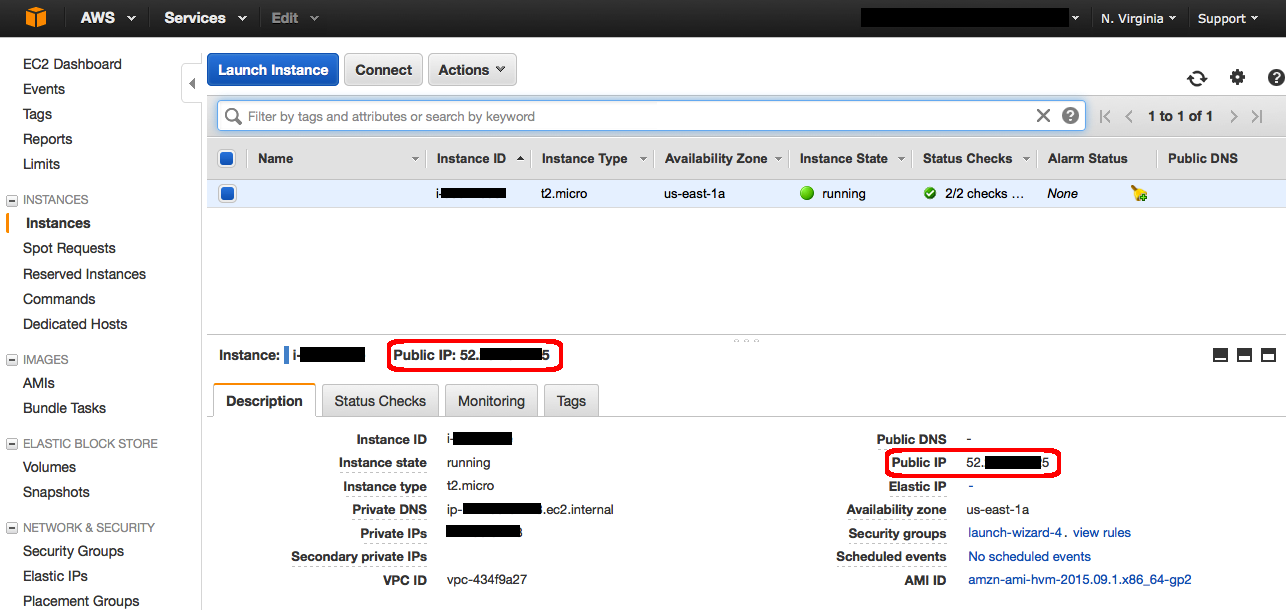 AWS Services Edit N. Virginia Support
EC2 Dashboard
Events
Tags
Reports
Limits
INSTANCES
Instances
Spot Requests
Reserved Instances
Commands
Dedicated Hosts
IMAGES
AMIs
Bundle Tasks
ELASTIC BLOCK STORE
Volumes
Snapshots
NETWORK & SECURITY
Security Groups
Elastic IPs
Placement Groups
Launch Instance Connect Actions
Filter by tags and attributes or search by keyword 1 to 1 of 1
Name Instance ID Instance Type Availability Zone Instance State Status Checks Alarm Status Public DNS
i- t2.micro us-east-1a running 2/2 checks ... None
Instance: i- Public IP: 52. 5
Description Status Checks Monitoring Tags
Instance ID i-
Instance state running
Instance type t2.micro
Private DNS ip- .ec2.internal
Private IPs
Secondary private IPs
VPC ID vpc-434f9a27
Public DNS -
Public IP 52. 5
Elastic IP -
Availability zone us-east-1a
Security groups launch-wizard-4. view rules
Scheduled events No scheduled events
AMI ID amzn-ami-hvm-2015.09.1.x86_64-gp2